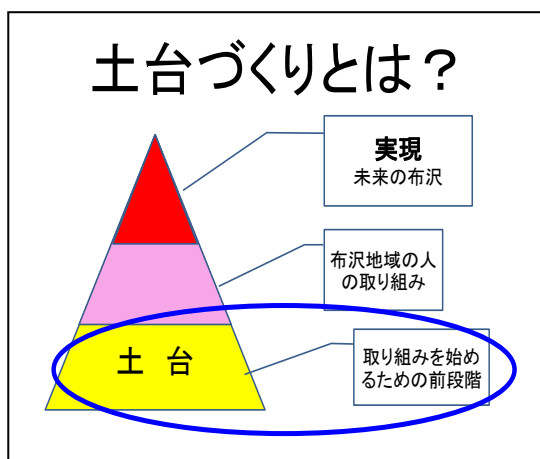 土台づくりとは？
実現
未来の布沢
布沢地域の人
の取り組み
土 台
取り組みを始め
るための前段階